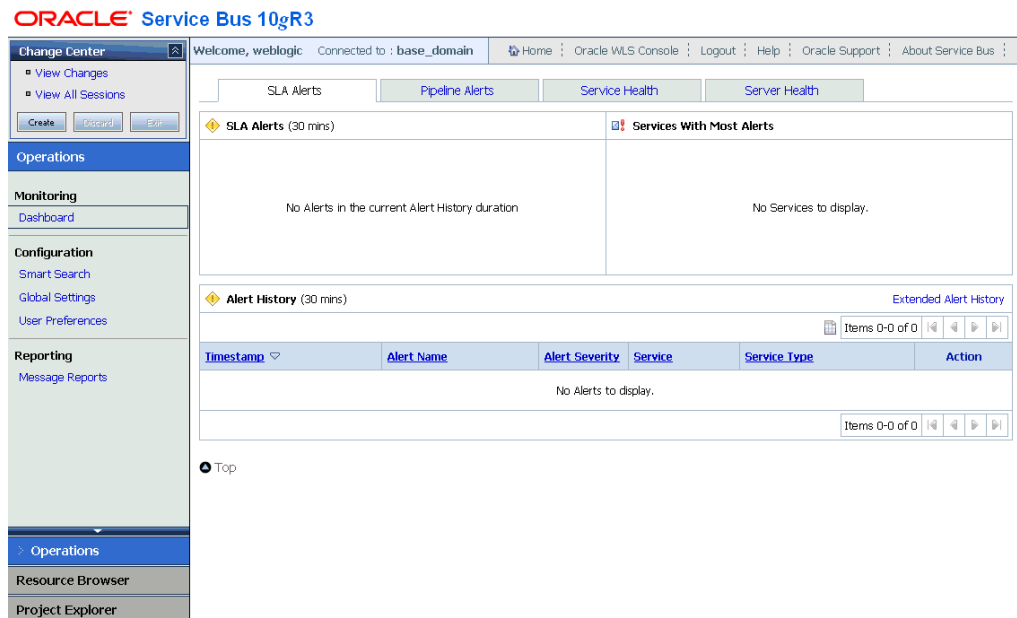 ORACLE Service Bus 10gR3
Change Center
View Changes
View All Sessions
Create Discard Exit
Welcome, weblogic Connected to : base_domain Home Oracle WLS Console Logout Help Oracle Support About Service Bus
Operations
Monitoring
Dashboard
Configuration
Smart Search
Global Settings
User Preferences
Reporting
Message Reports
> Operations
Resource Browser
Project Explorer
SLA Alerts Pipeline Alerts Service Health Server Health
SLA Alerts (30 mins)
No Alerts in the current Alert History duration
Services With Most Alerts
No Services to display.
Alert History (30 mins) Extended Alert History
Items 0-0 of 0
Timestamp Alert Name Alert Severity Service Service Type Action
No Alerts to display.
Items 0-0 of 0
Top